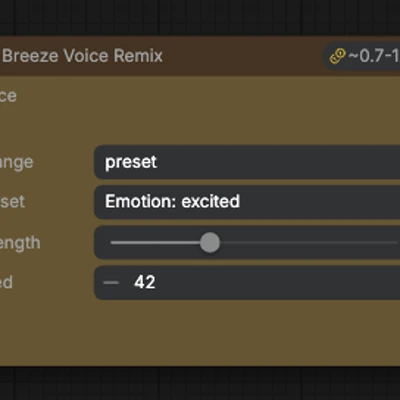 Breeze Voice Remix ~0.7-1
ce
ange preset
set Emotion: excited
ength
ed 42